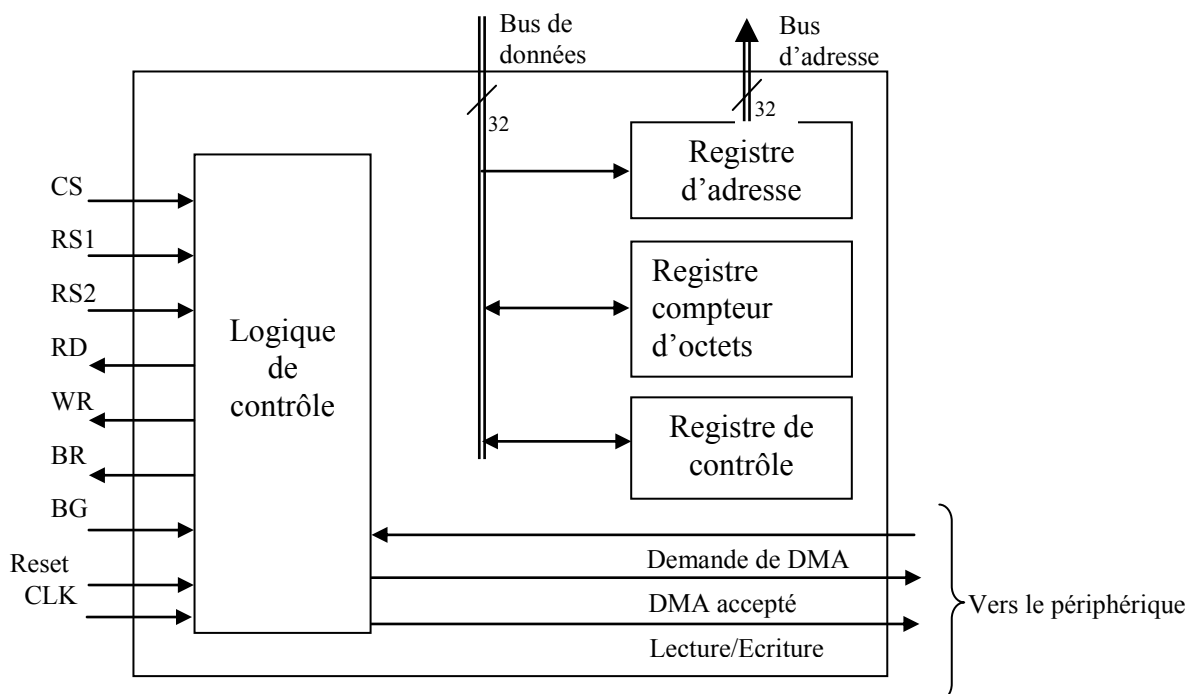 Bus de
données
Bus
d’adresse
32
32
Registre
d’adresse
CS
RS1
RS2
RD
WR
BR
BG
Reset
CLK
Logique
de
contrôle
Registre
compteur
d’octets
Registre de
contrôle
Demande de DMA
DMA accepté
Lecture/Ecriture
Vers le périphérique